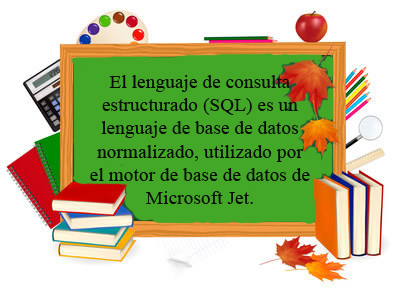 El lenguaje de consulta
estructurado (SQL) es un
lenguaje de base de datos
normalizado, utilizado por
el motor de base de datos de
Microsoft Jet.